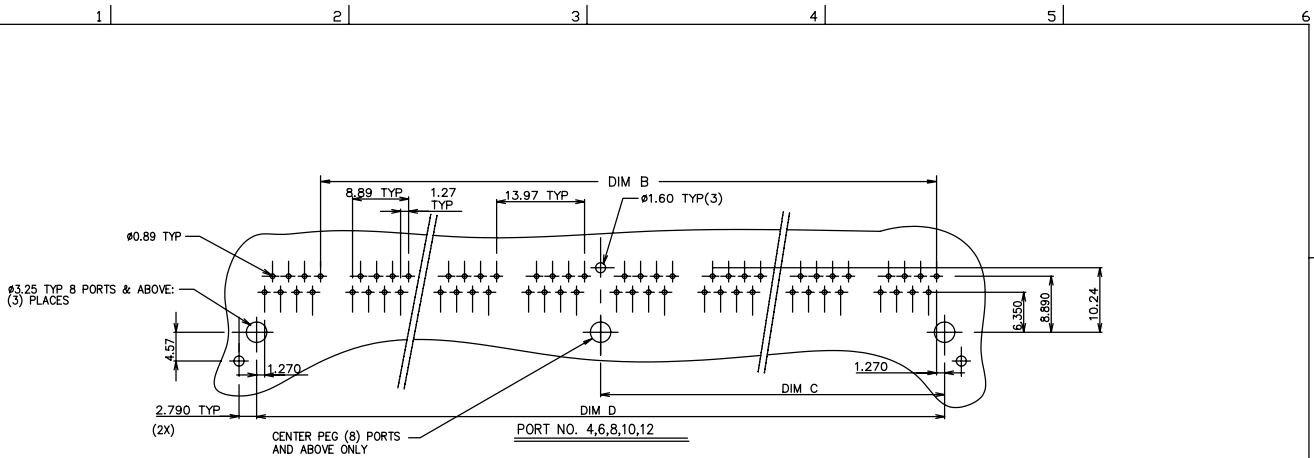 1 2 3 4 5 6
DIM B
8.89 TYP
1.27
TYP
13.97 TYP
ø1.60 TYP(3)
ø0.89 TYP
ø3.25 TYP 8 PORTS & ABOVE:
(3) PLACES
6.350
8.890
10.24
4.57
1.270
1.270
DIM C
2.790 TYP
(2X)
DIM D
CENTER PEG (8) PORTS
AND ABOVE ONLY
PORT NO. 4,6,8,10,12